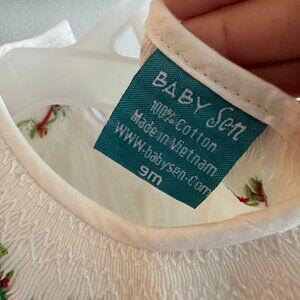 BABY Sen
100% Cotton
Made in Vietnam
www.babysen.com
9m